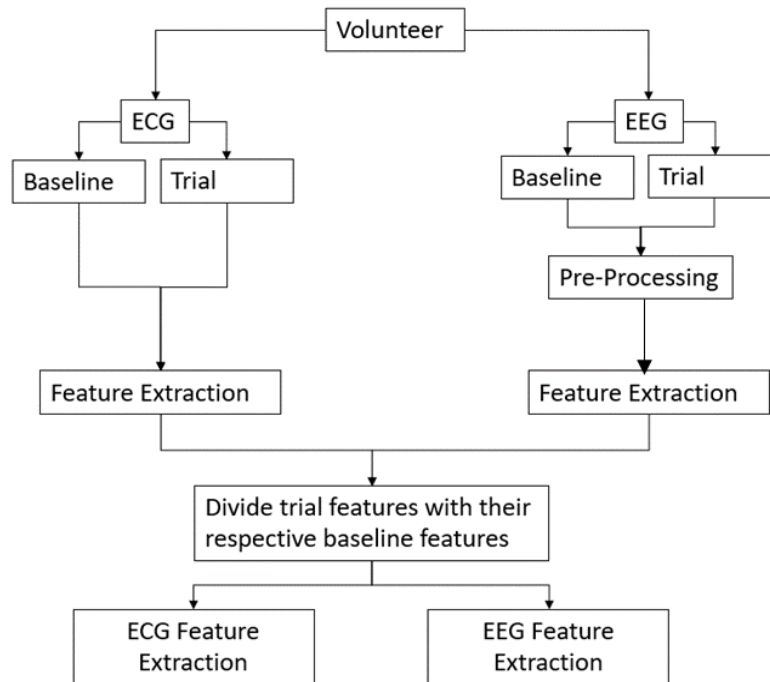 Volunteer
ECG
EEG
Baseline
Trial
Baseline
Trial
Pre-Processing
Feature Extraction
Feature Extraction
Divide trial features with their
respective baseline features
ECG Feature
Extraction
EEG Feature
Extraction